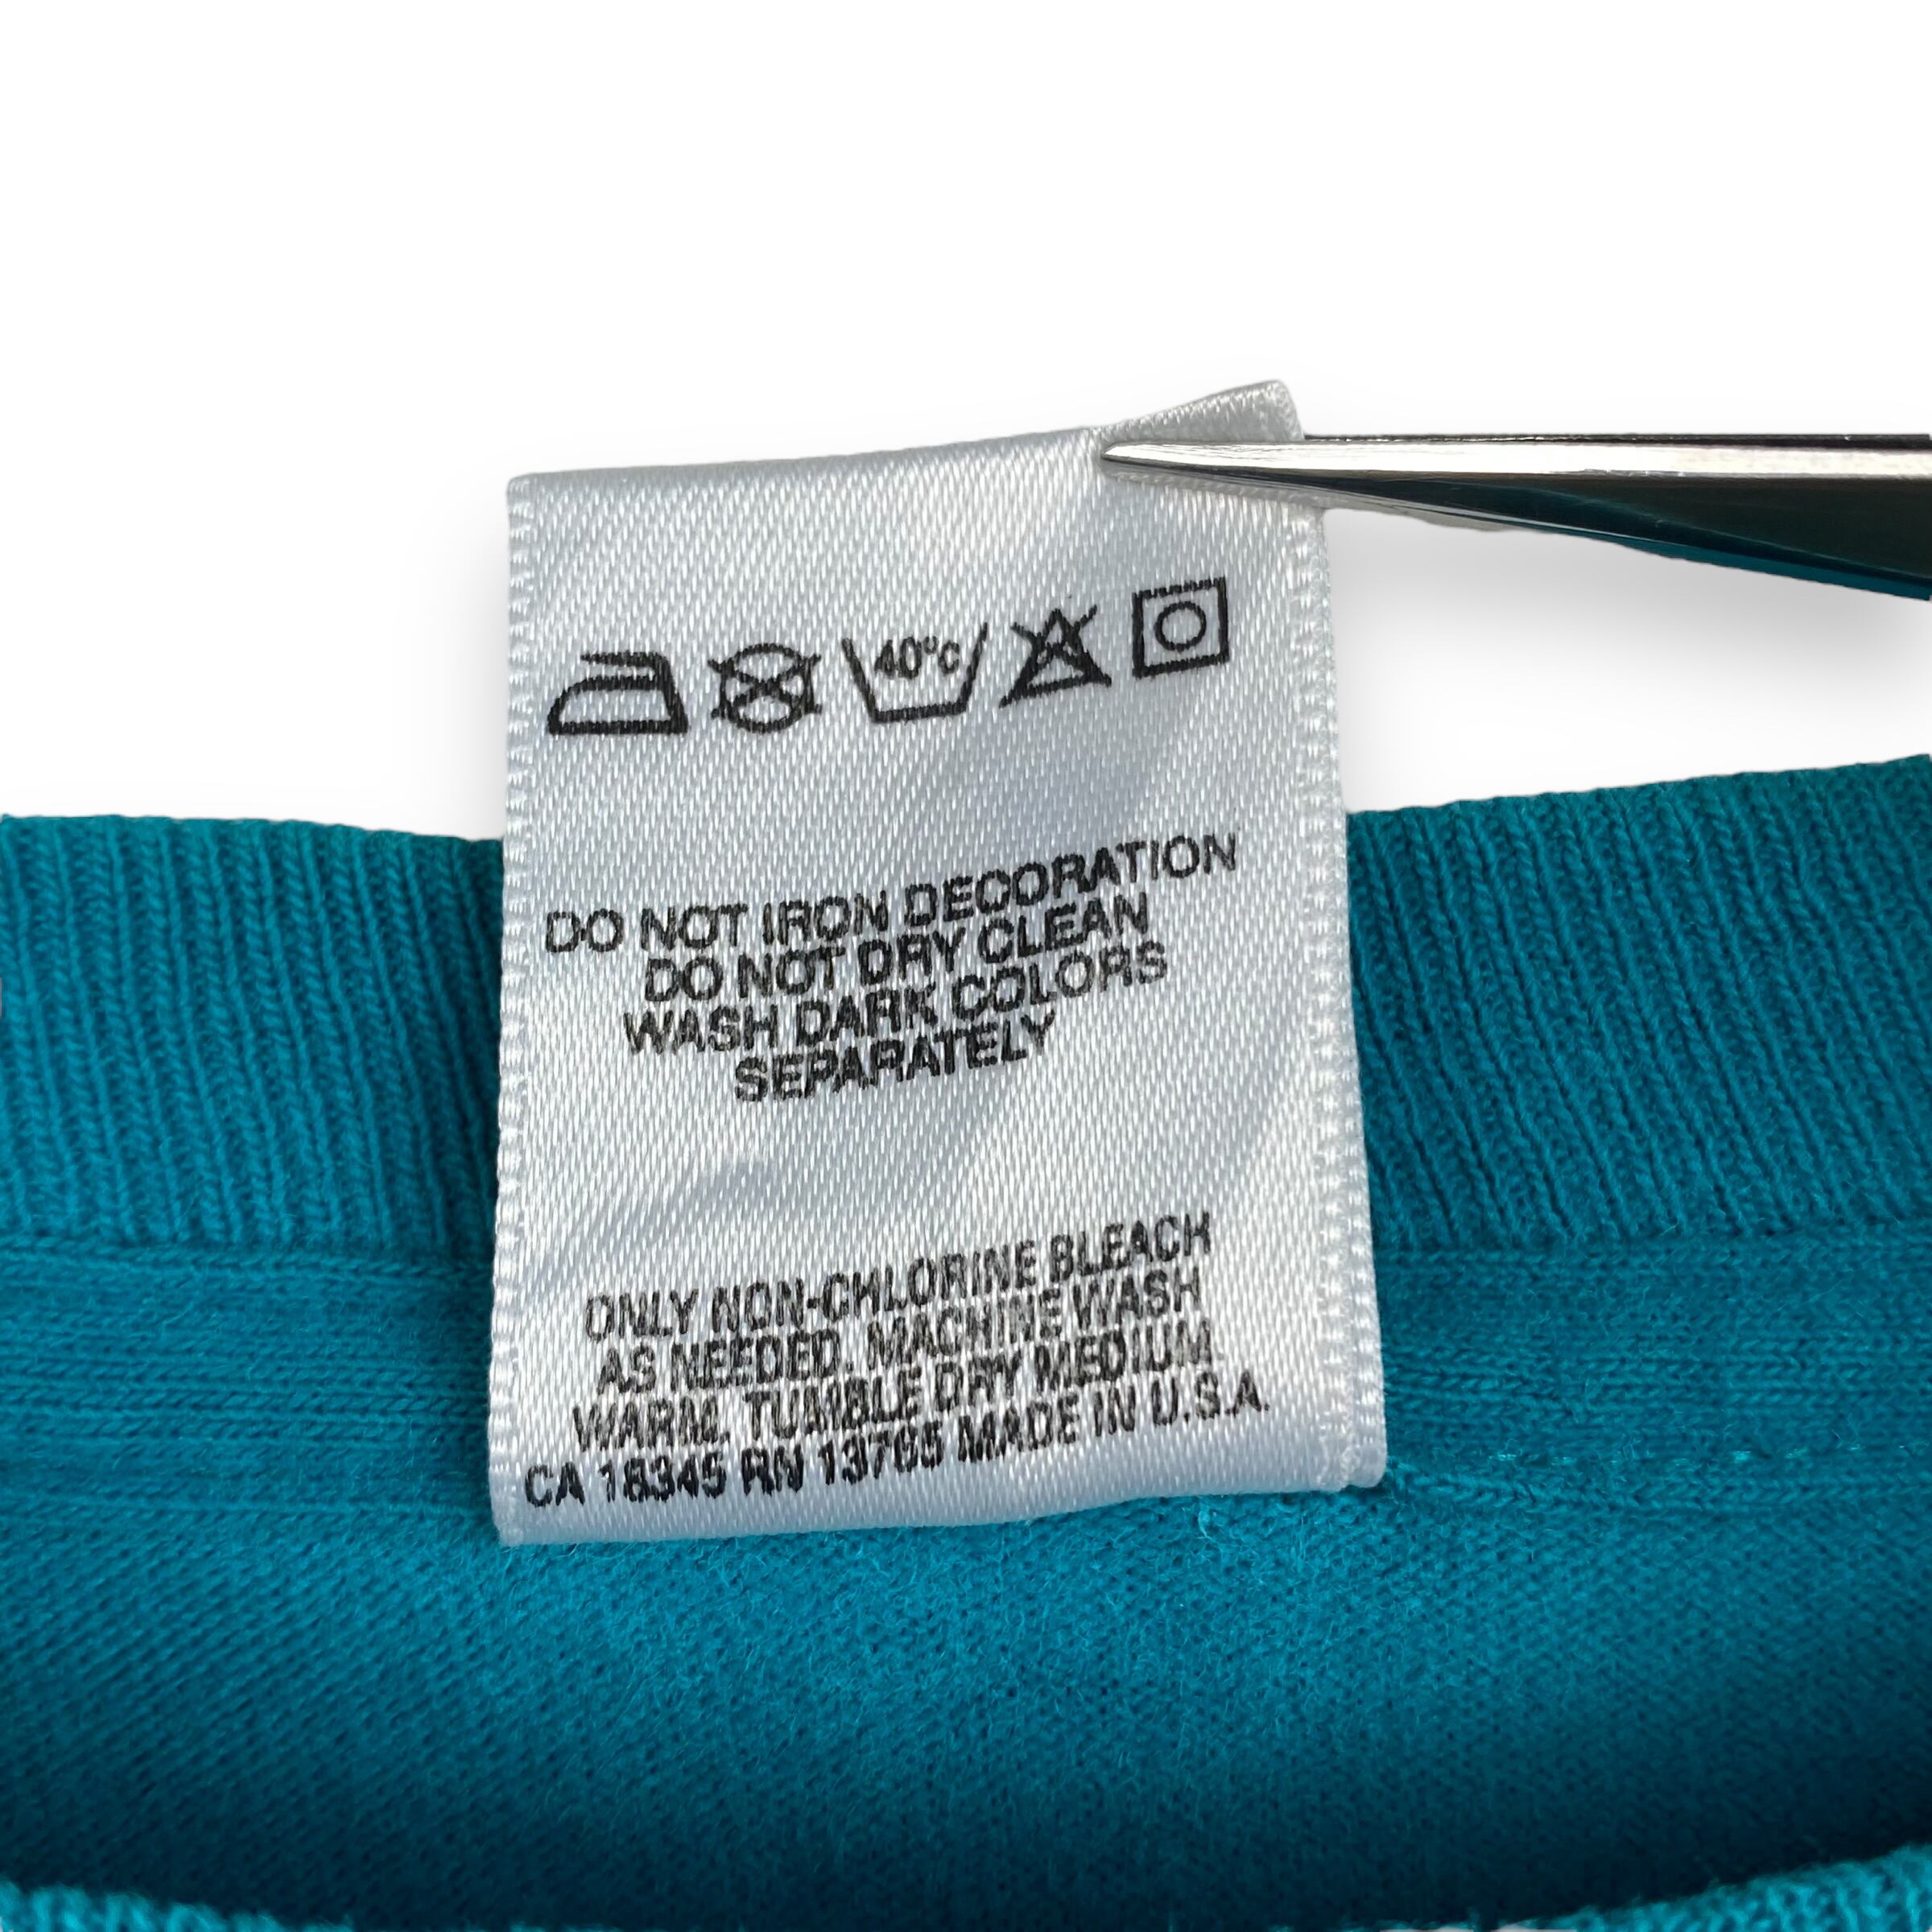 40°C
DO NOT IRON DECORATION
DO NOT DRY CLEAN
WASH DARK COLORS
SEPARATELY
ONLY NON-CHLORINE BLEACH
AS NEEDED. MACHINE WASH
WARM. TUMBLE DRY MEDIUM.
CA 16345 RN 13765 MADE IN U.S.A.